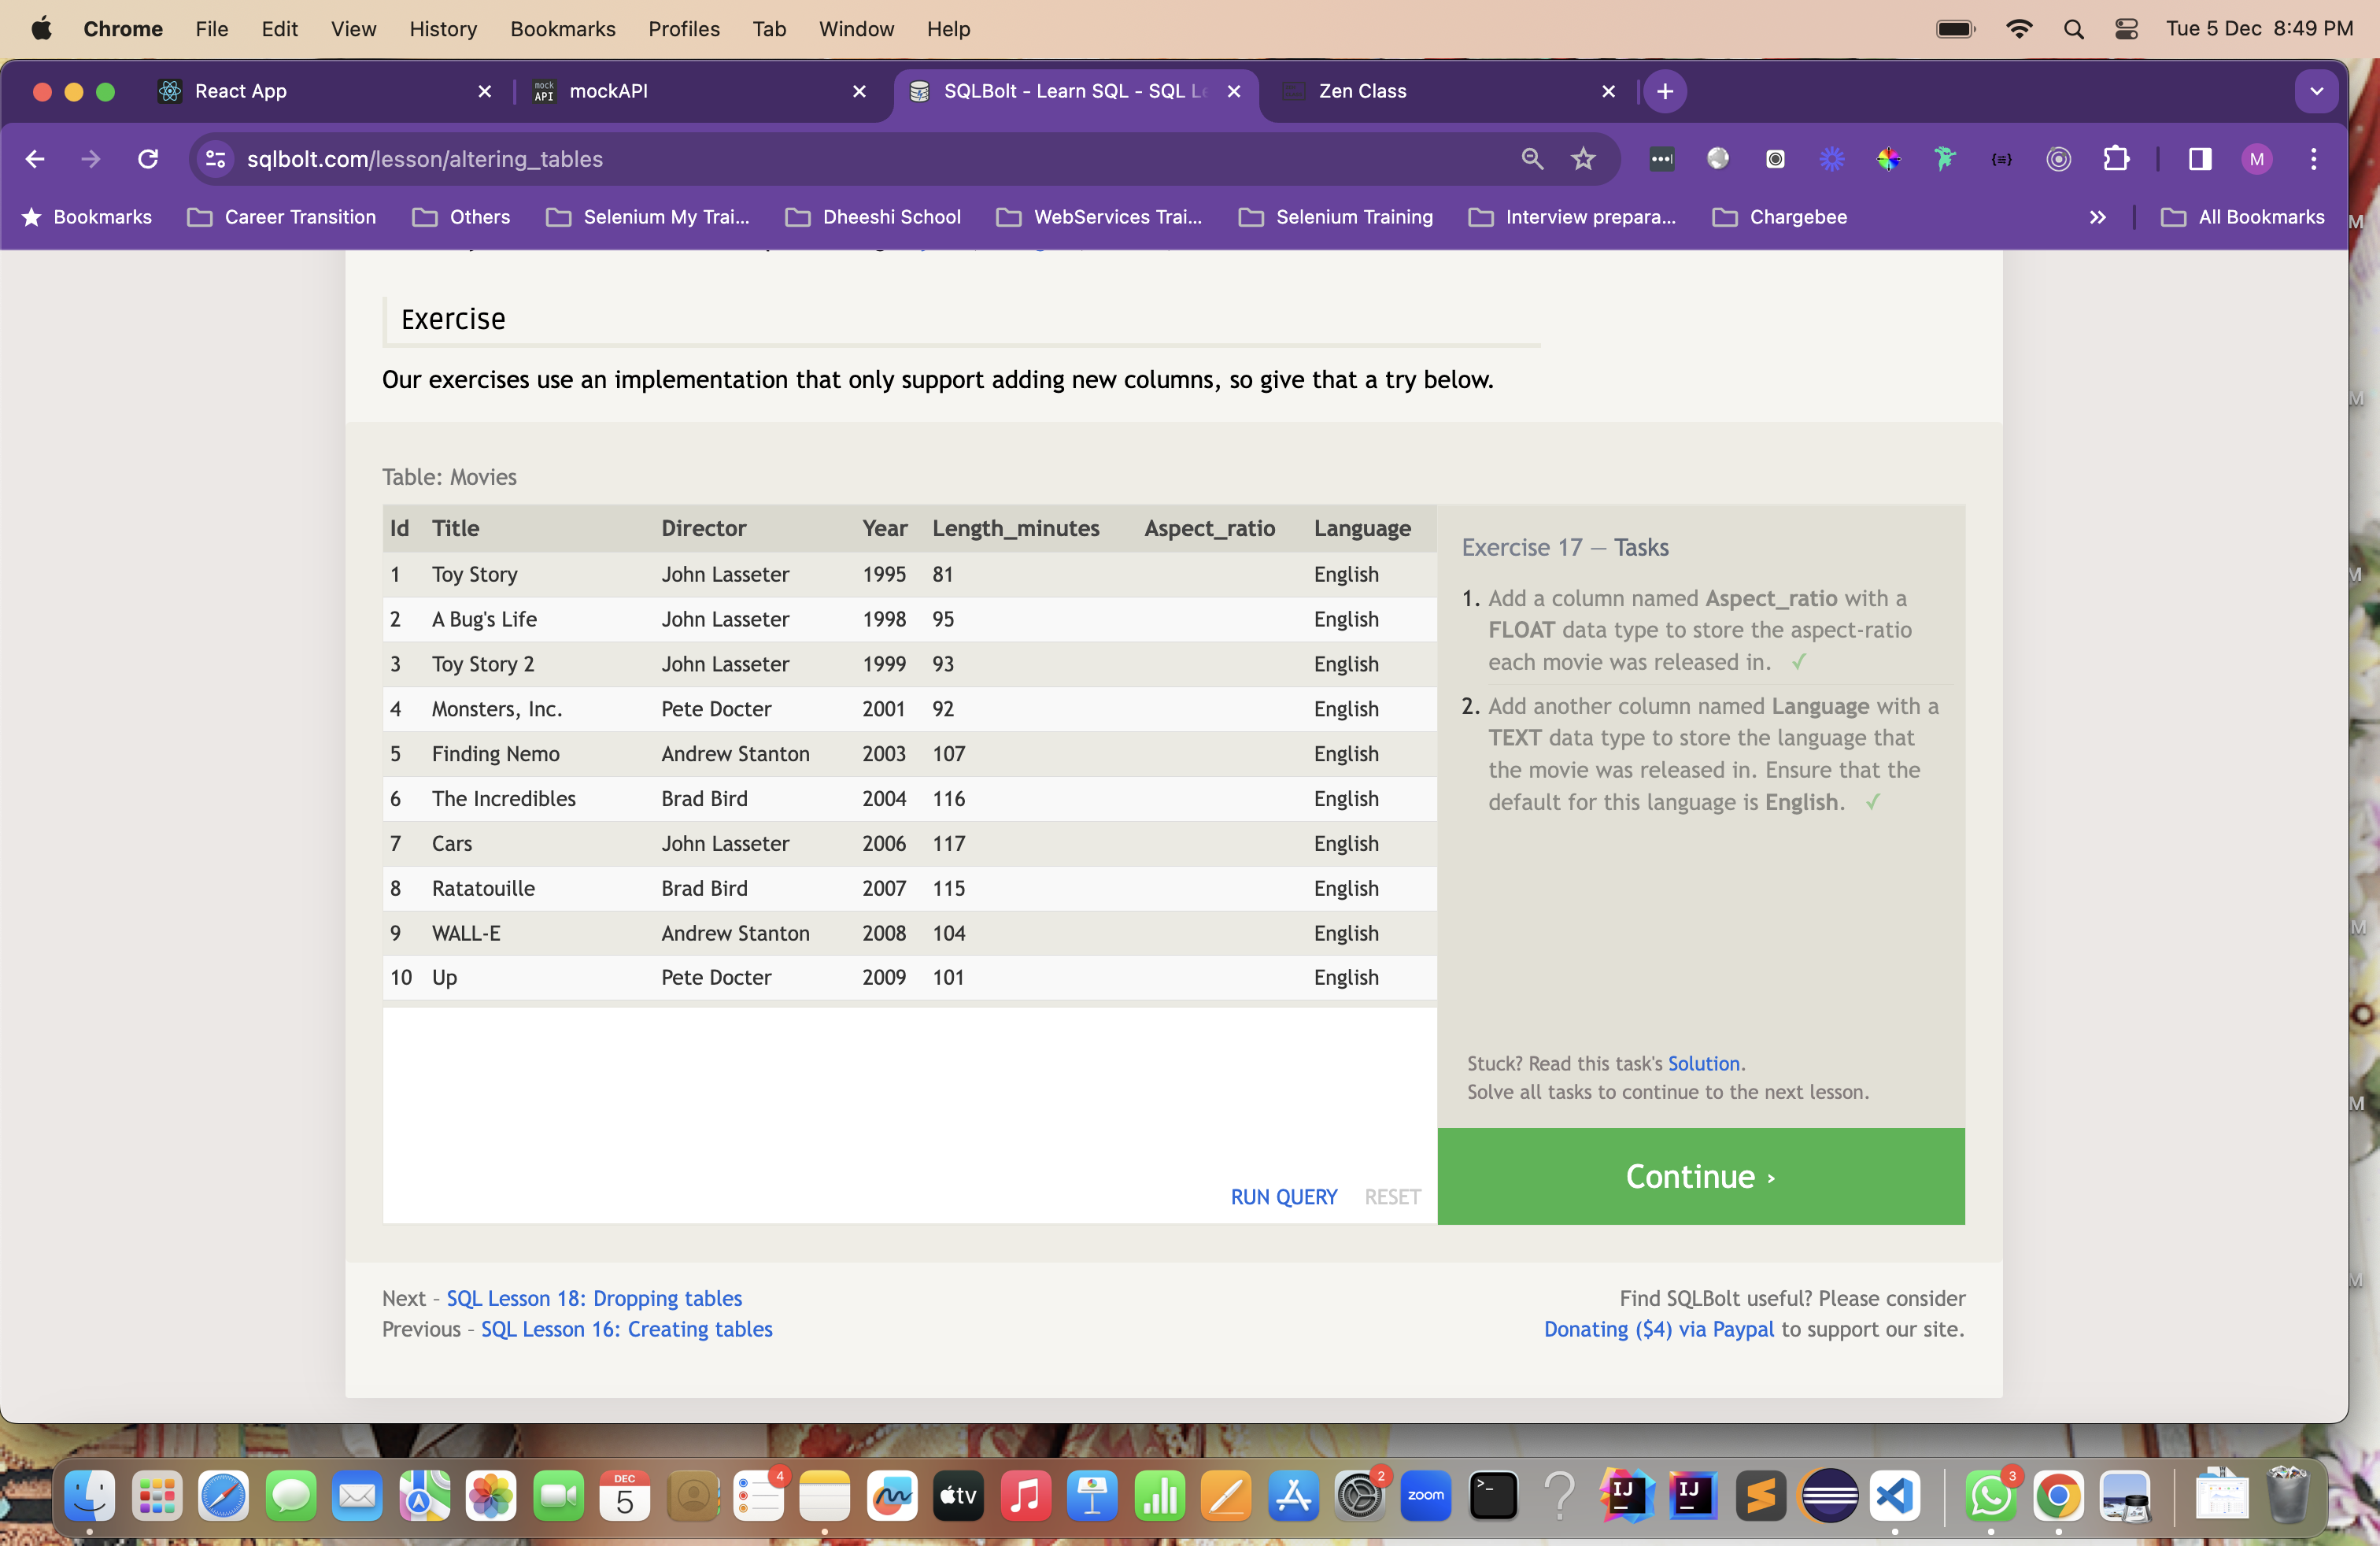 Chrome File Edit View History Bookmarks Profiles Tab Window Help Tue 5 Dec 8:49 PM
React App mock API mockAPI SQLBolt - Learn SQL - SQL Zen Class
sqlbolt.com/lesson/altering_tables M
Bookmarks Career Transition Others Selenium My Trai... Dheeshi School WebServices Trai... Selenium Training Interview prepara... Chargebee All Bookmarks
Exercise
Our exercises use an implementation that only support adding new columns, so give that a try below.
Table: Movies
Id Title Director Year Length_minutes Aspect_ratio Language
1 Toy Story John Lasseter 1995 81 English
2 A Bug's Life John Lasseter 1998 95 English
3 Toy Story 2 John Lasseter 1999 93 English
4 Monsters, Inc. Pete Docter 2001 92 English
5 Finding Nemo Andrew Stanton 2003 107 English
6 The Incredibles Brad Bird 2004 116 English
7 Cars John Lasseter 2006 117 English
8 Ratatouille Brad Bird 2007 115 English
9 WALL-E Andrew Stanton 2008 104 English
10 Up Pete Docter 2009 101 English
RUN QUERY RESET
Exercise 17 — Tasks
1. Add a column named Aspect_ratio with a
FLOAT data type to store the aspect-ratio
each movie was released in. ✓
2. Add another column named Language with a
TEXT data type to store the language that
the movie was released in. Ensure that the
default for this language is English. ✓
Stuck? Read this task's Solution.
Solve all tasks to continue to the next lesson.
Continue ›
Next – SQL Lesson 18: Dropping tables
Previous – SQL Lesson 16: Creating tables
Find SQLBolt useful? Please consider
Donating ($4) via Paypal to support our site.
DEC
5
4
tv
2
zoom
IJ
IJ
3